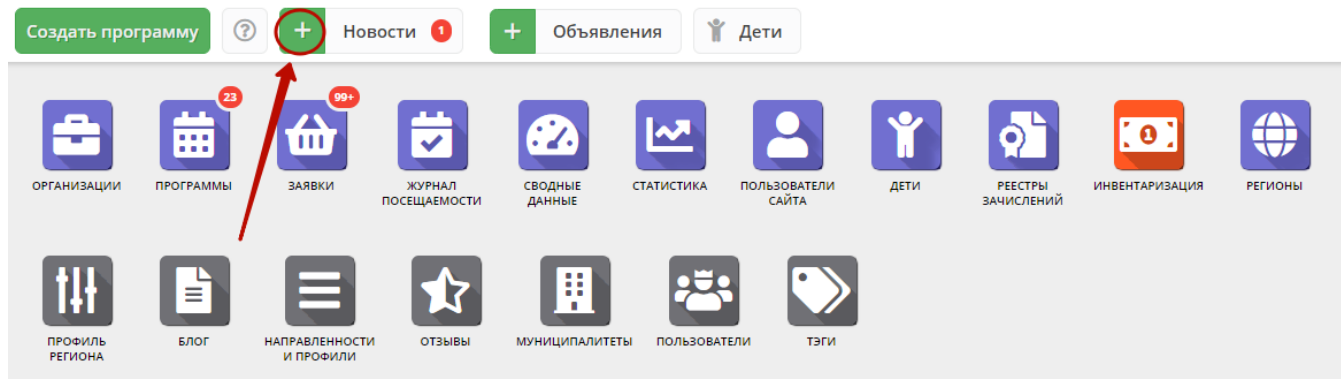 Создать программу ? + Новости 1 + Объявления Дети
23 99+
1
ОРГАНИЗАЦИИ ПРОГРАММЫ ЗАЯВКИ ЖУРНАЛ СВОДНЫЕ СТАТИСТИКА ПОЛЬЗОВАТЕЛИ ДЕТИ РЕЕСТРЫ ИНВЕНТАРИЗАЦИЯ РЕГИОНЫ
ПОСЕЩАЕМОСТИ ДАННЫЕ САЙТА ЗАЧИСЛЕНИЙ
ПРОФИЛЬ БЛОГ НАПРАВЛЕННОСТИ ОТЗЫВЫ МУНИЦИПАЛИТЕТЫ ПОЛЬЗОВАТЕЛИ ТЭГИ
РЕГИОНА И ПРОФИЛИ